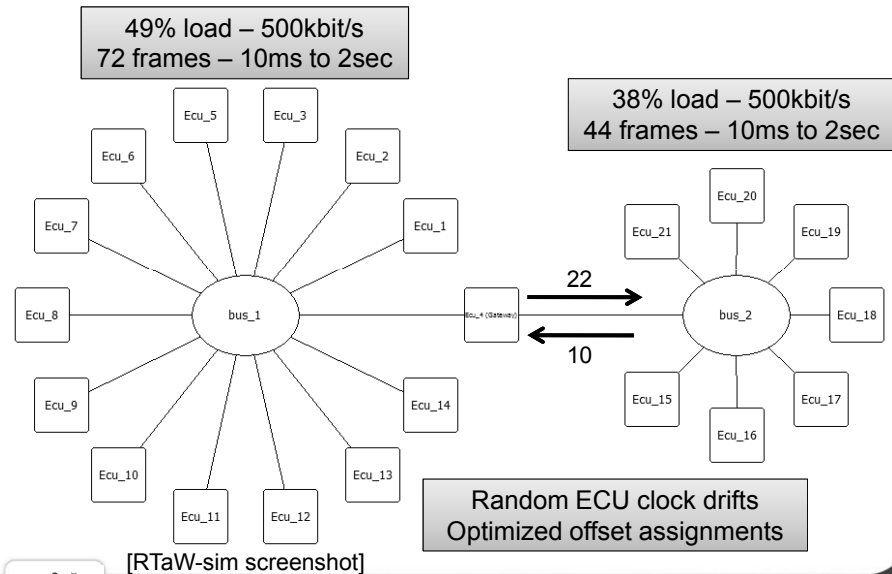 49% load – 500kbit/s
72 frames – 10ms to 2sec
38% load – 500kbit/s
44 frames – 10ms to 2sec
Ecu_5
Ecu_3
Ecu_6
Ecu_2
Ecu_7
Ecu_1
Ecu_20
Ecu_21
Ecu_19
22
Ecu_8
bus_1
Ecu_4 (Gateway)
bus_2
Ecu_18
10
Ecu_9
Ecu_14
Ecu_15
Ecu_17
Ecu_16
Ecu_10
Ecu_13
Ecu_11
Ecu_12
Random ECU clock drifts
Optimized offset assignments
[RTaW-sim screenshot]